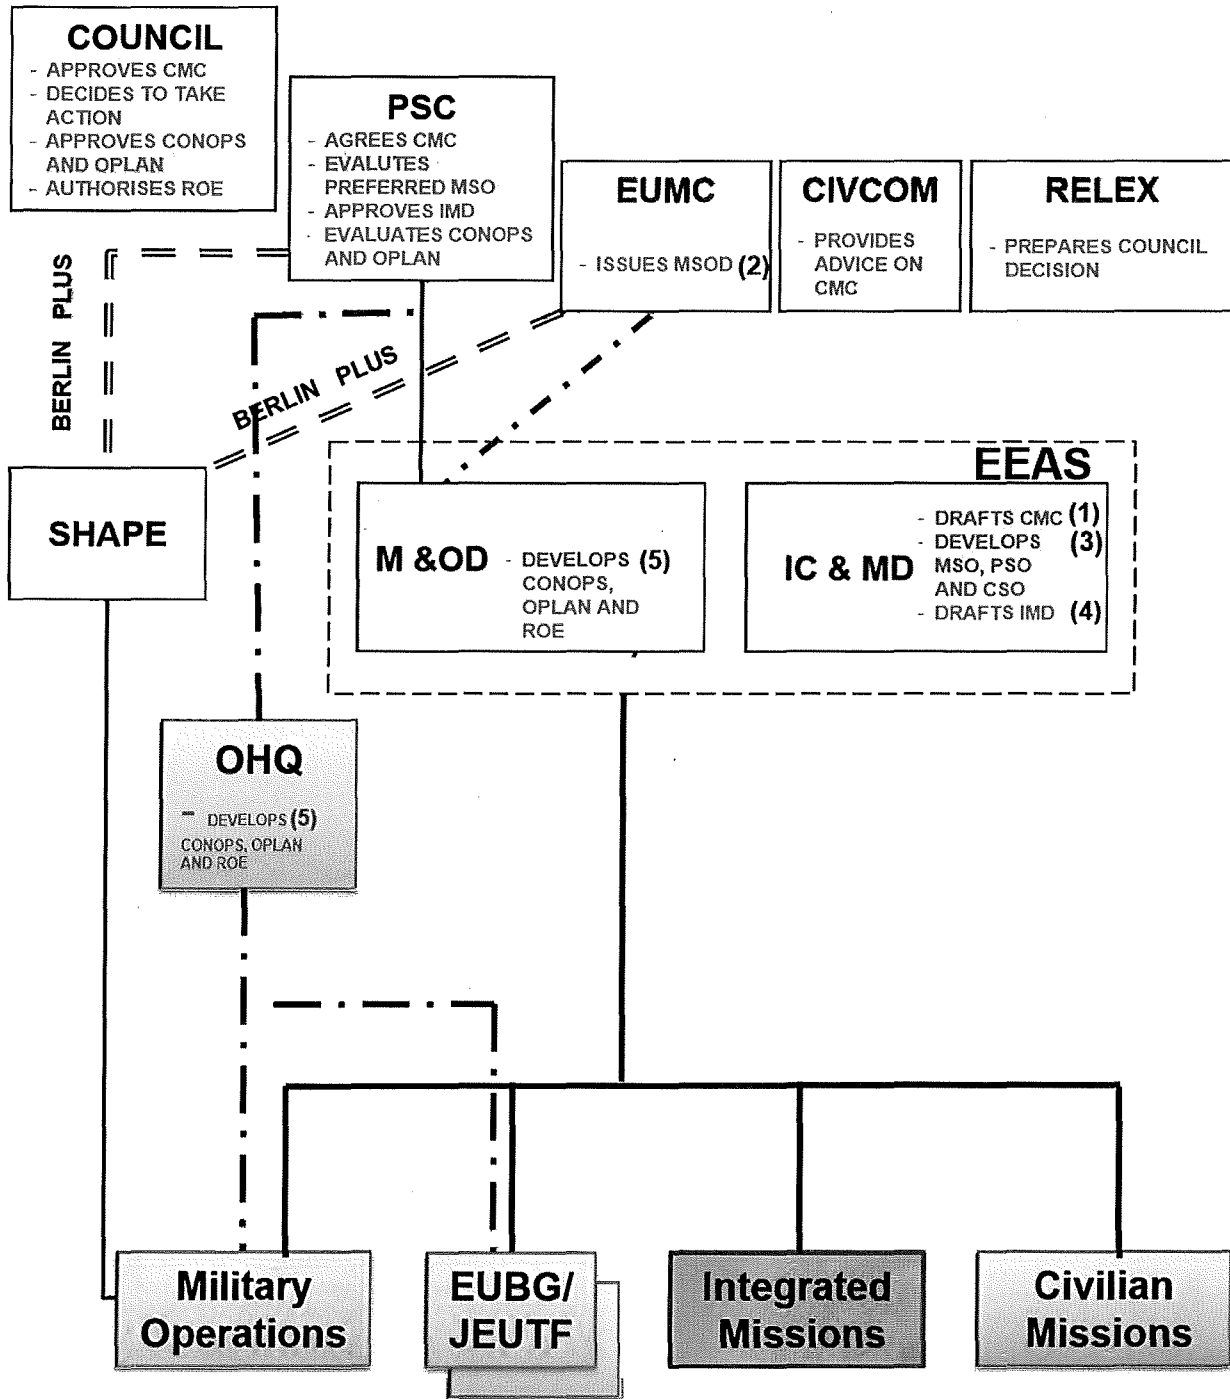 COUNCIL
- APPROVES CMC
- DECIDES TO TAKE
ACTION
- APPROVES CONOPS
AND OPLAN
- AUTHORISES ROE
PSC
- AGREES CMC
- EVALUTES
PREFERRED MSO
- APPROVES IMD
- EVALUATES CONOPS
AND OPLAN
EUMC
- ISSUES MSOD (2)
CIVCOM
- PROVIDES
ADVICE ON
CMC
RELEX
- PREPARES COUNCIL
DECISION
BERLIN PLUS
BERLIN PLUS
SHAPE
EEAS
M &OD
- DEVELOPS (5)
CONOPS,
OPLAN AND
ROE
IC & MD
- DRAFTS CMC (1)
- DEVELOPS (3)
MSO, PSO
AND CSO
- DRAFTS IMD (4)
OHQ
- DEVELOPS (5)
CONOPS, OPLAN
AND ROE
Military
Operations
EUBG/
JEUTF
Integrated
Missions
Civilian
Missions